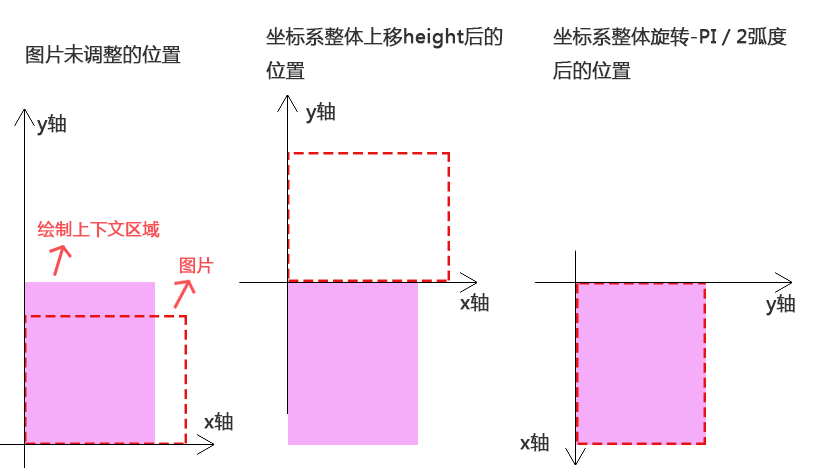 图片未调整的位置
坐标系整体上移height后的
位置
坐标系整体旋转-PI / 2弧度
后的位置
y轴
绘制上下文区域
图片
x轴
y轴
x轴
y轴
x轴